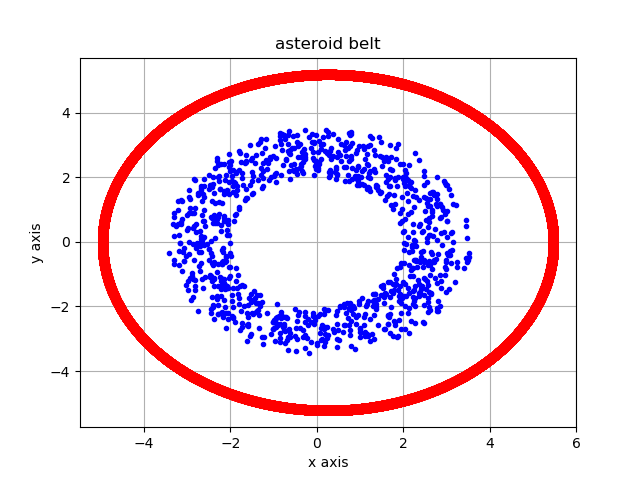 asteroid belt
y axis
4
2
0
−2
−4
−4 −2 0 2 4 6
x axis